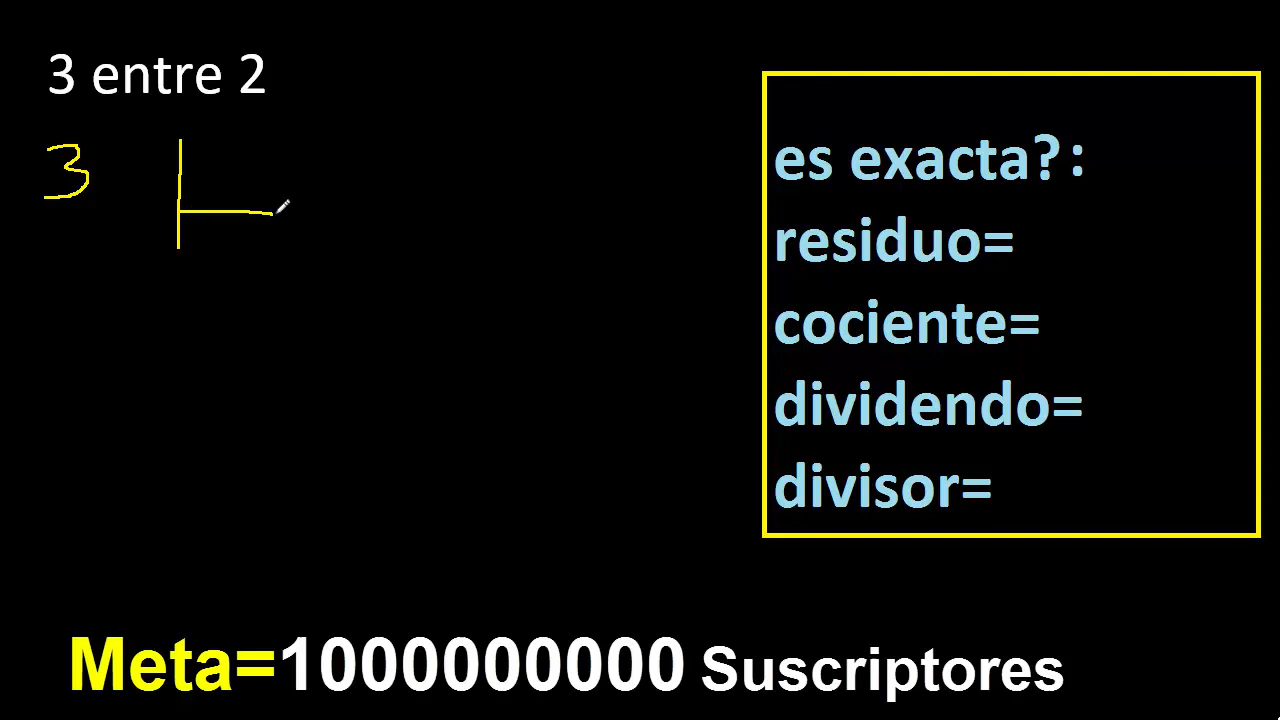 3 entre 2
3
es exacta?:
residuo=
cociente=
dividendo=
divisor=
Meta=1000000000 Suscriptores